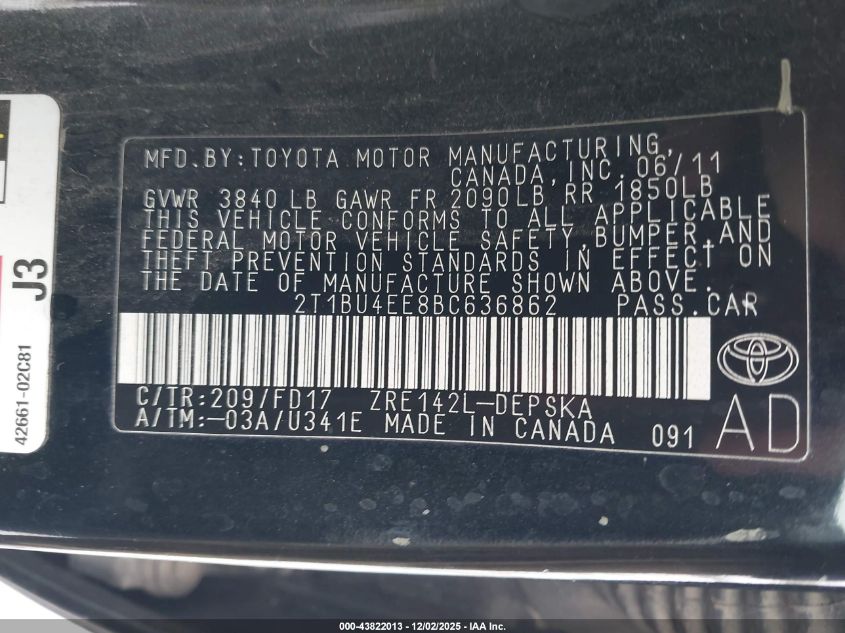 MFD.BY:TOYOTA MOTOR MANUFACTURING,
CANADA,INC. 06/11
GVWR 3840 LB GAWR FR 2090LB RR 1850LB
THIS VEHICLE CONFORMS TO ALL APPLICABLE
FEDERAL MOTOR VEHICLE SAFETY,BUMPER,AND
THEFT PREVENTION STANDARDS IN EFFECT ON
THE DATE OF MANUFACTURE SHOWN ABOVE.
2T1BU4EE8BC636862 PASS.CAR
C/TR:209/FD17 ZRE142L-DEPSKA
A/TM:-03A/U341E MADE IN CANADA 091
AD
J3
42661-02C81
000-43822013 - 12/02/2025 - IAA Inc.